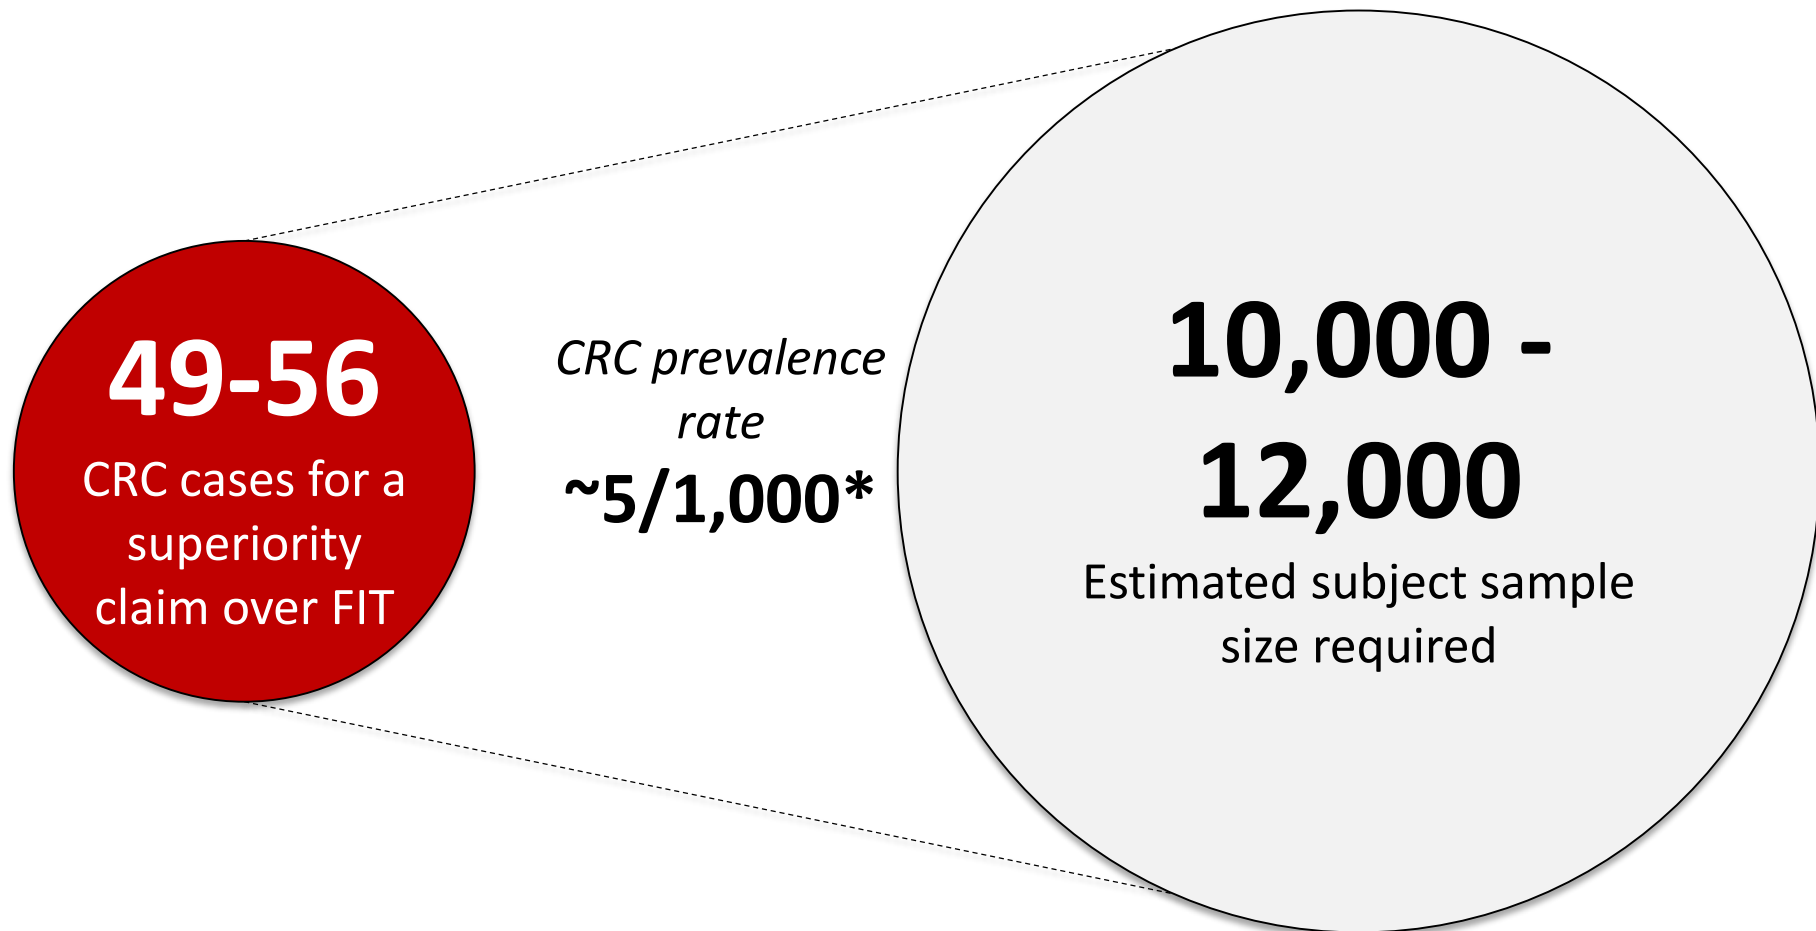 49-56
CRC cases for a
superiority
claim over FIT
CRC prevalence
rate
~5/1,000*
10,000 -
12,000
Estimated subject sample
size required